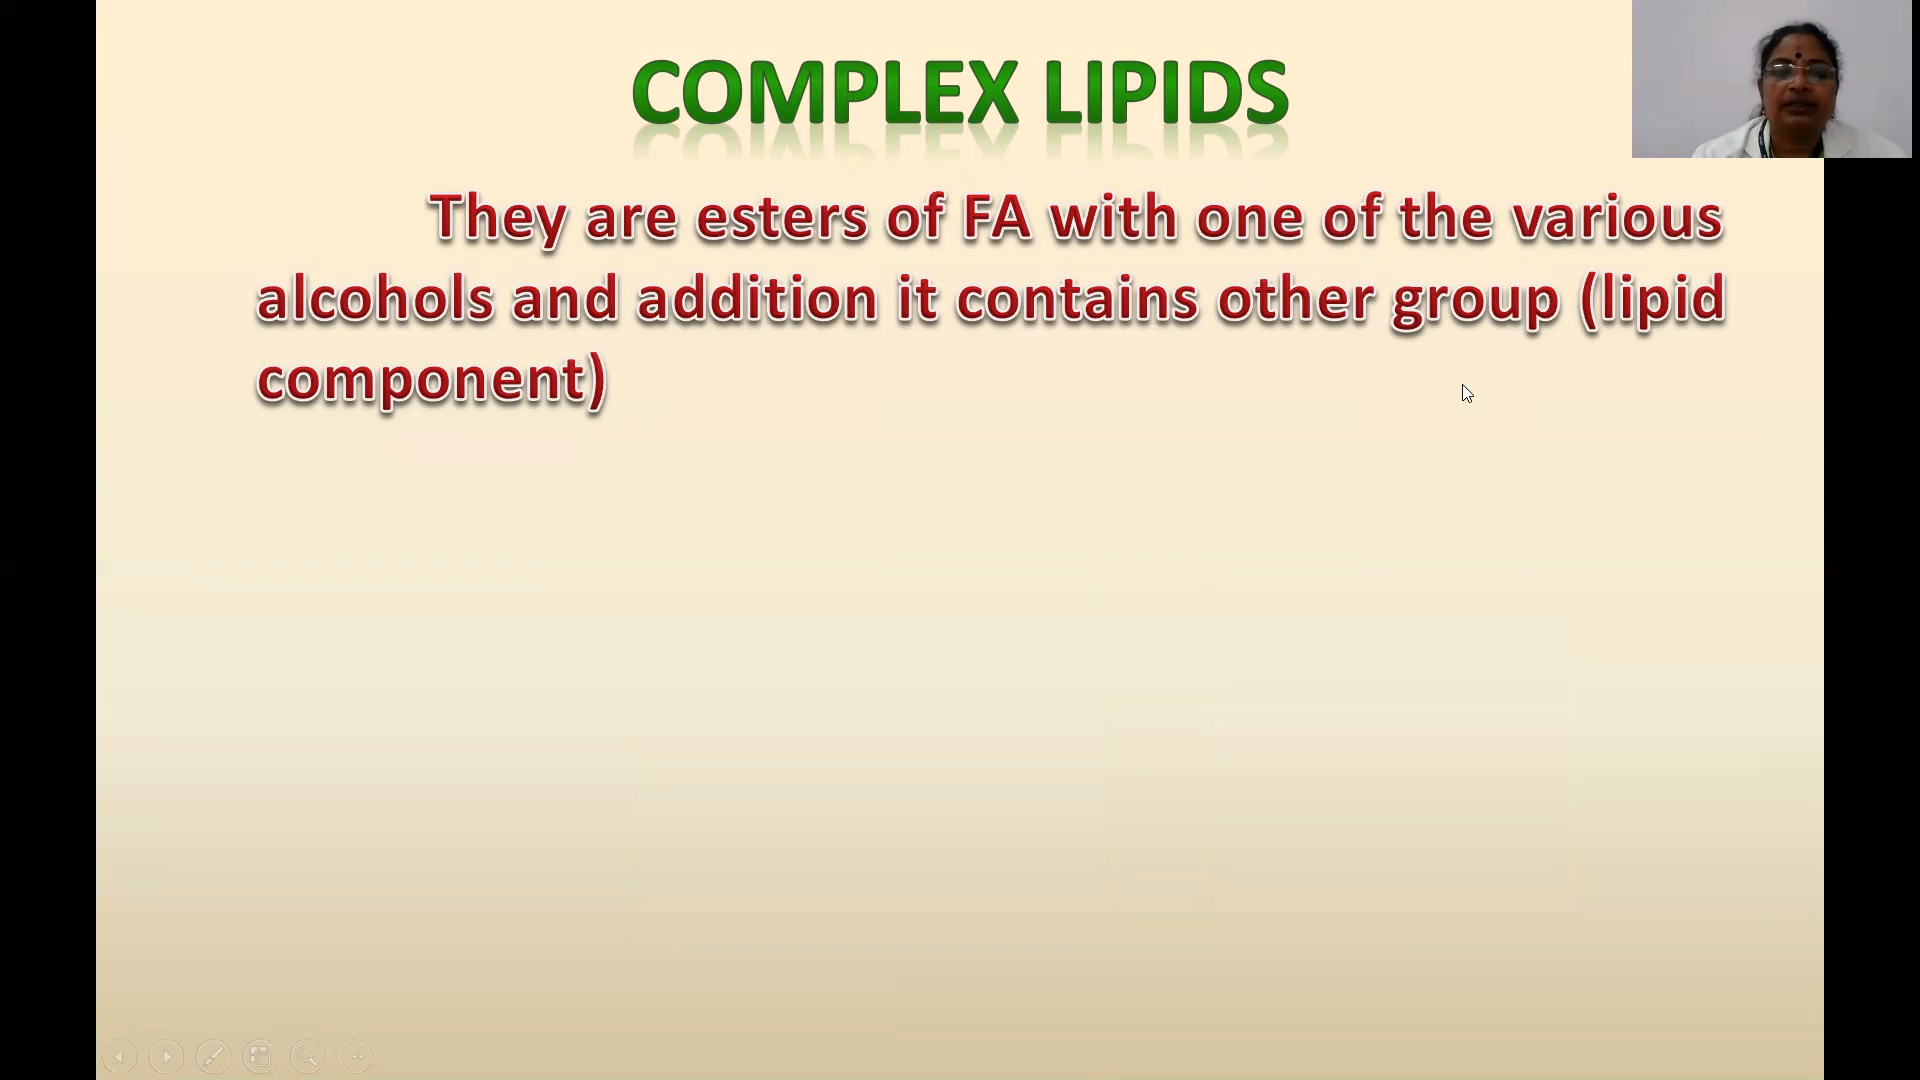 COMPLEX LIPIDS
They are esters of FA with one of the various
alcohols and addition it contains other group (lipid
component)